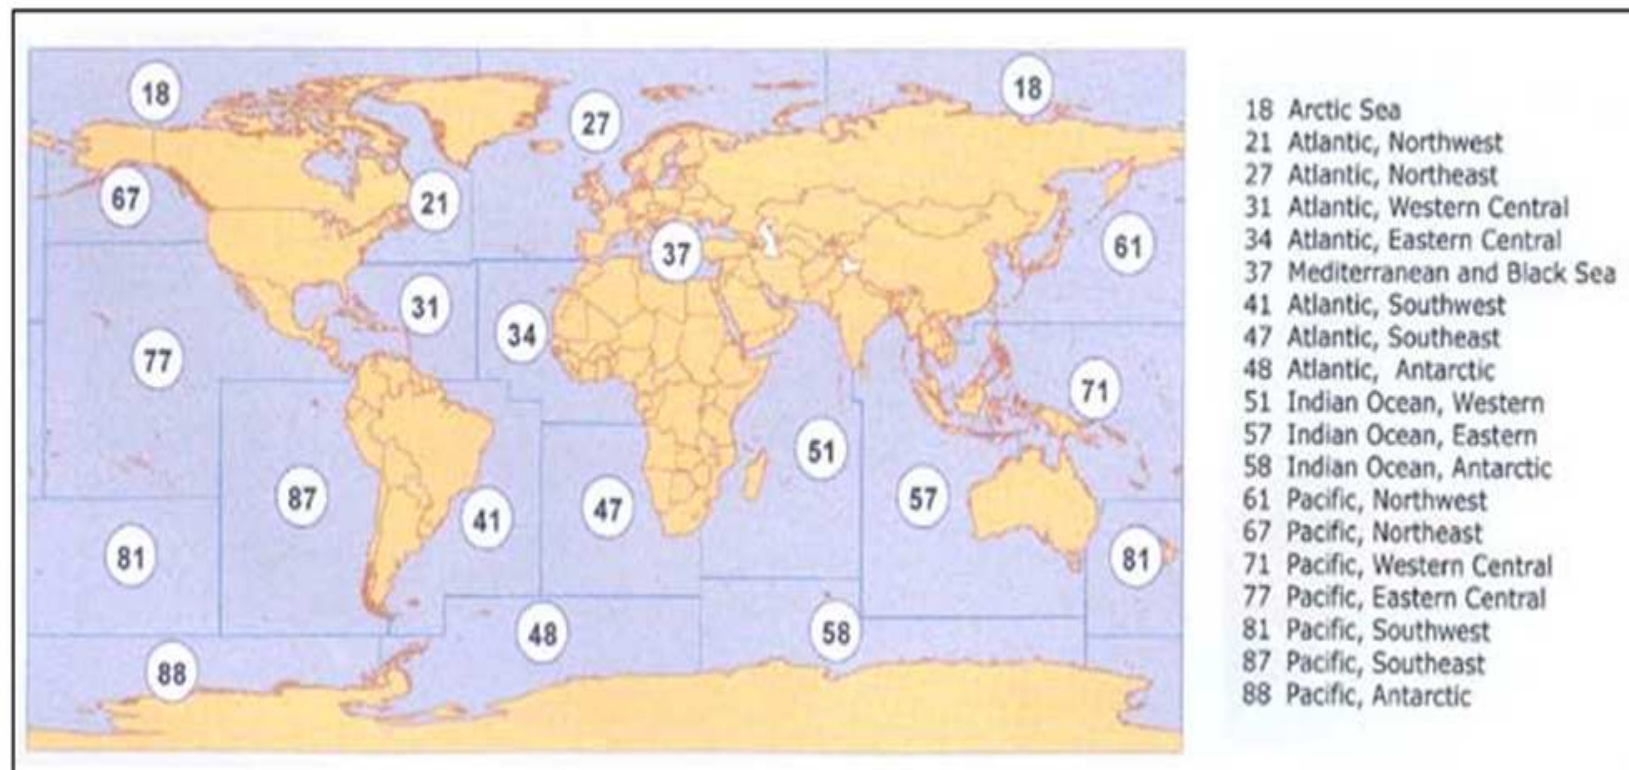 18
18
27
67
21
37
61
31
34
77
71
51
87
47
57
41
81
81
48
58
88
18 Arctic Sea
21 Atlantic, Northwest
27 Atlantic, Northeast
31 Atlantic, Western Central
34 Atlantic, Eastern Central
37 Mediterranean and Black Sea
41 Atlantic, Southwest
47 Atlantic, Southeast
48 Atlantic, Antarctic
51 Indian Ocean, Western
57 Indian Ocean, Eastern
58 Indian Ocean, Antarctic
61 Pacific, Northwest
67 Pacific, Northeast
71 Pacific, Western Central
77 Pacific, Eastern Central
81 Pacific, Southwest
87 Pacific, Southeast
88 Pacific, Antarctic